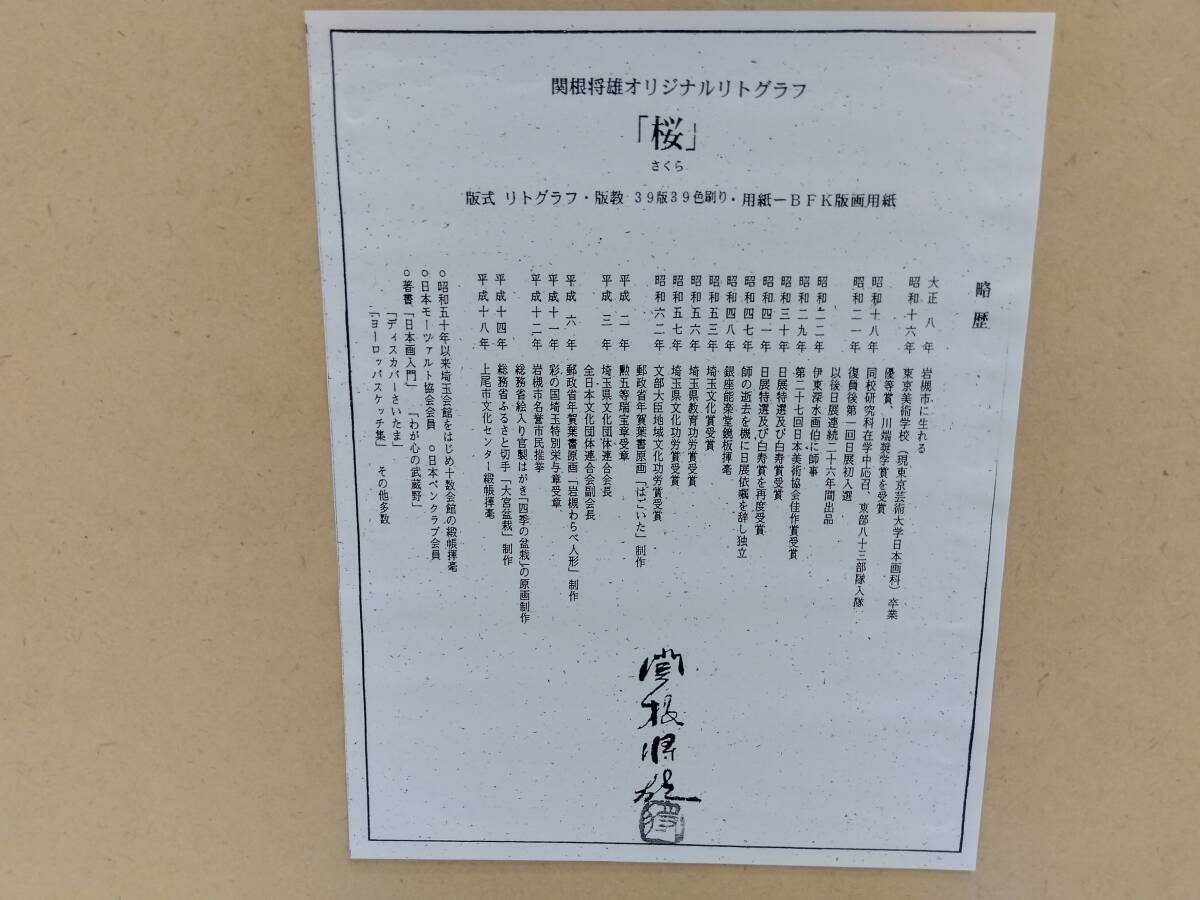 関根将雄オリジナルリトグラフ
「桜」
さくら
版式 リトグラフ・版教 39版39色刷り・用紙ーBFK版画用紙
略歴
大正 八 年 岩槻市に生れる
昭和十六年 東京美術学校(現東京芸術大学日本画科)卒業
優等賞、川端奨学賞を受賞
昭和十八年 同校研究科在学中応召、東部八十三部隊入隊
昭和二一年 復員後第一回日展初入選
以後日展連続二十六年間出品
昭和二二年 伊東深水画伯に師事
昭和二九年 第二十七回日本美術協会佳作賞受賞
昭和三十年 日展特選及び白寿賞受賞
昭和四一年 日展特選及び白寿賞を再度受賞
昭和四七年 師の逝去を機に日展依嘱を辞し独立
昭和四八年 銀座能楽堂鏡板揮毫
昭和五三年 埼玉文化賞受賞
昭和五六年 埼玉県教育功労賞受賞
昭和五七年 埼玉県文化功労賞受賞
昭和六二年 文部大臣地域文化功労賞受賞
郵政省年賀葉書原画「はごいた」制作
平成 二 年 勲五等瑞宝章受章
平成 三 年 埼玉県文化団体連合会長
全日本文化団体連合会副会長
平成 六 年 郵政省年賀葉書原画「岩槻わらべ人形」制作
平成十一年 彩の国埼玉特別栄与章受章
平成十二年 岩槻市名誉市民推挙
総務省絵入り官製はがき「四季の盆栽」の原画制作
平成十四年 総務省ふるさと切手「大宮盆栽」制作
平成十八年 上尾市文化センター緞帳揮毫
○昭和五十年以来埼玉会館をはじめ十数会館の緞帳揮毫
○日本モーツァルト協会会員 ○日本ペンクラブ会員
○著書「日本画入門」 「わが心の武蔵野」
「ディスカバーさいたま」
「ヨーロッパスケッチ集」 その他多数
関根将雄